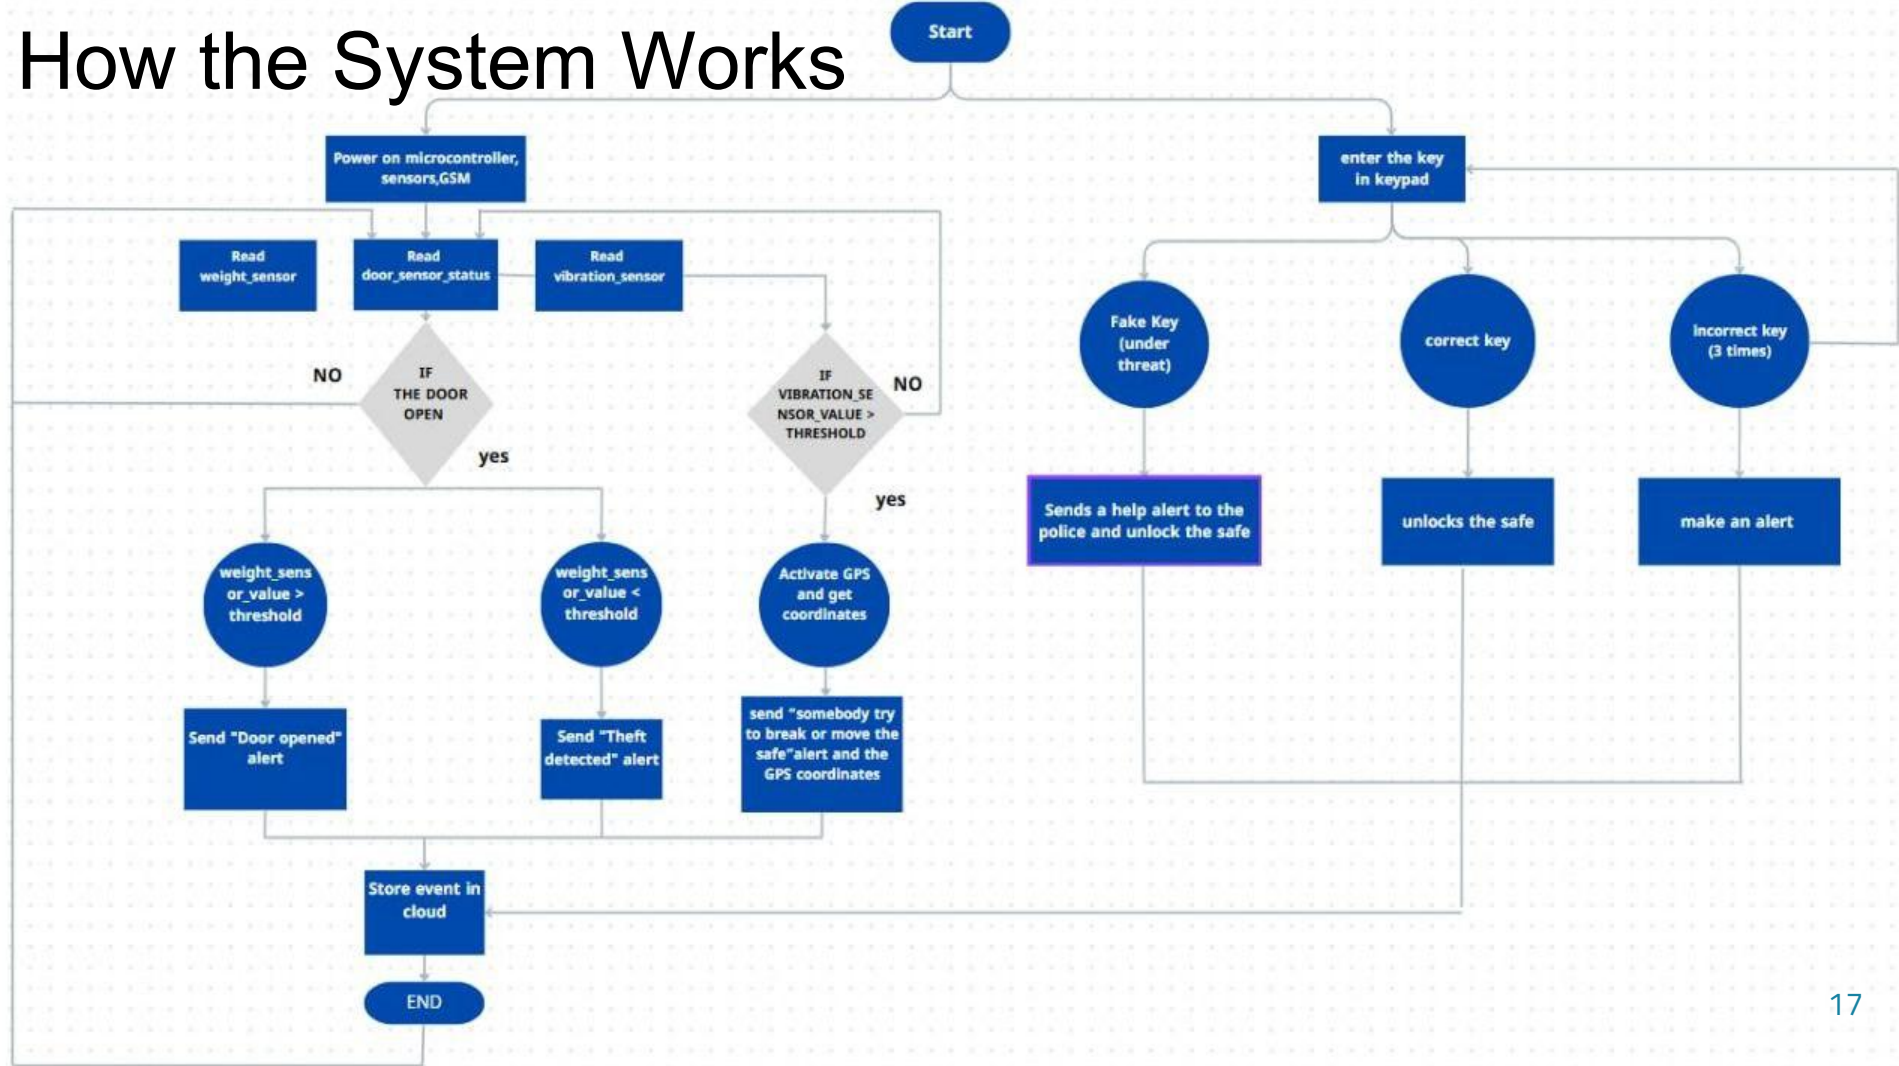 How the System Works
Start
Power on microcontroller,
sensors,GSM
enter the key
in keypad
Read
weight_sensor
Read
door_sensor_status
Read
vibration_sensor
NO
IF
THE DOOR
OPEN
yes
IF
VIBRATION_SE
NSOR_VALUE >
THRESHOLD
NO
yes
Fake Key
(under
threat)
correct key
Incorrect key
(3 times)
Sends a help alert to the
police and unlock the safe
unlocks the safe
make an alert
weight_sens
or_value >
threshold
weight_sens
or_value <
threshold
Activate GPS
and get
coordinates
Send "Door opened"
alert
Send "Theft
detected" alert
send “somebody try
to break or move the
safe”alert and the
GPS coordinates
Store event in
cloud
END
17